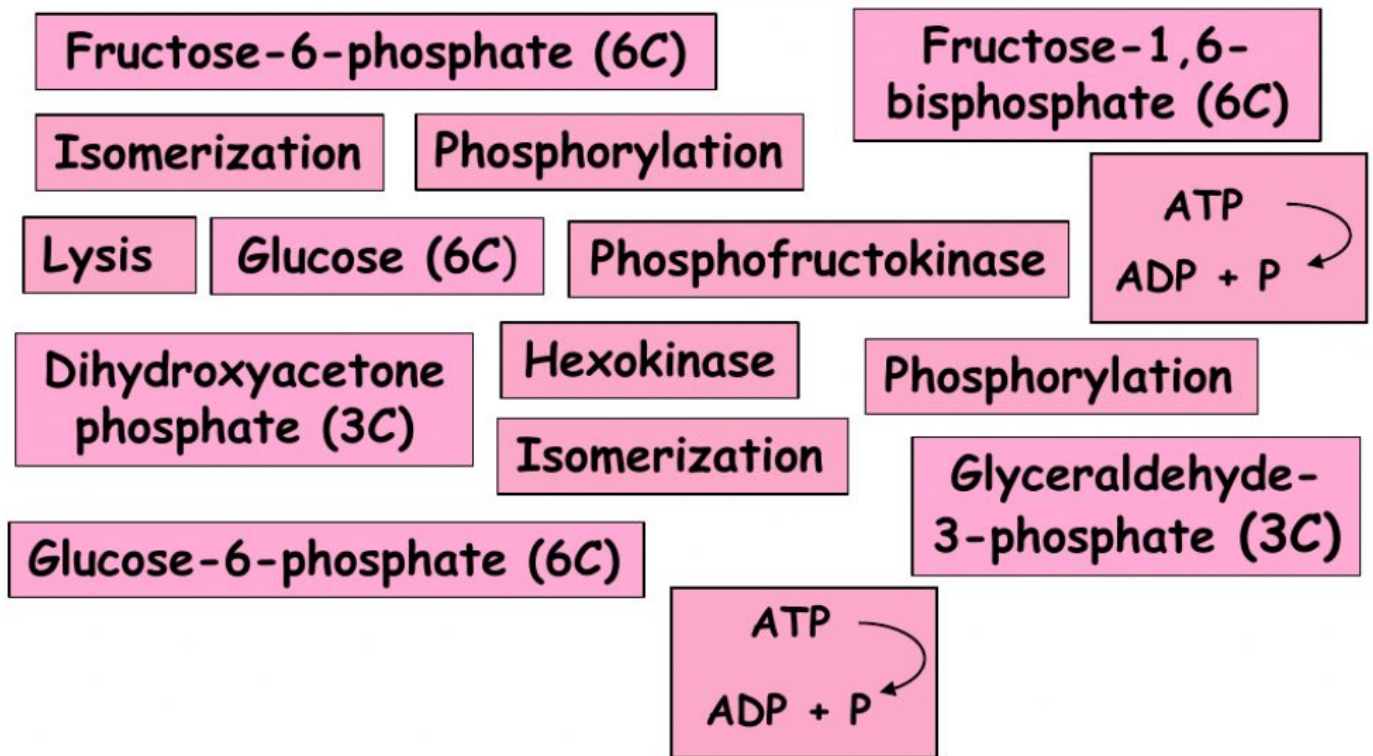 Fructose-6-phosphate (6C)
Fructose-1,6-
bisphosphate (6C)
Isomerization
Phosphorylation
ATP
ADP + P
Lysis
Glucose (6C)
Phosphofructokinase
Dihydroxyacetone
phosphate (3C)
Hexokinase
Phosphorylation
Isomerization
Glyceraldehyde-
3-phosphate (3C)
Glucose-6-phosphate (6C)
ATP
ADP + P